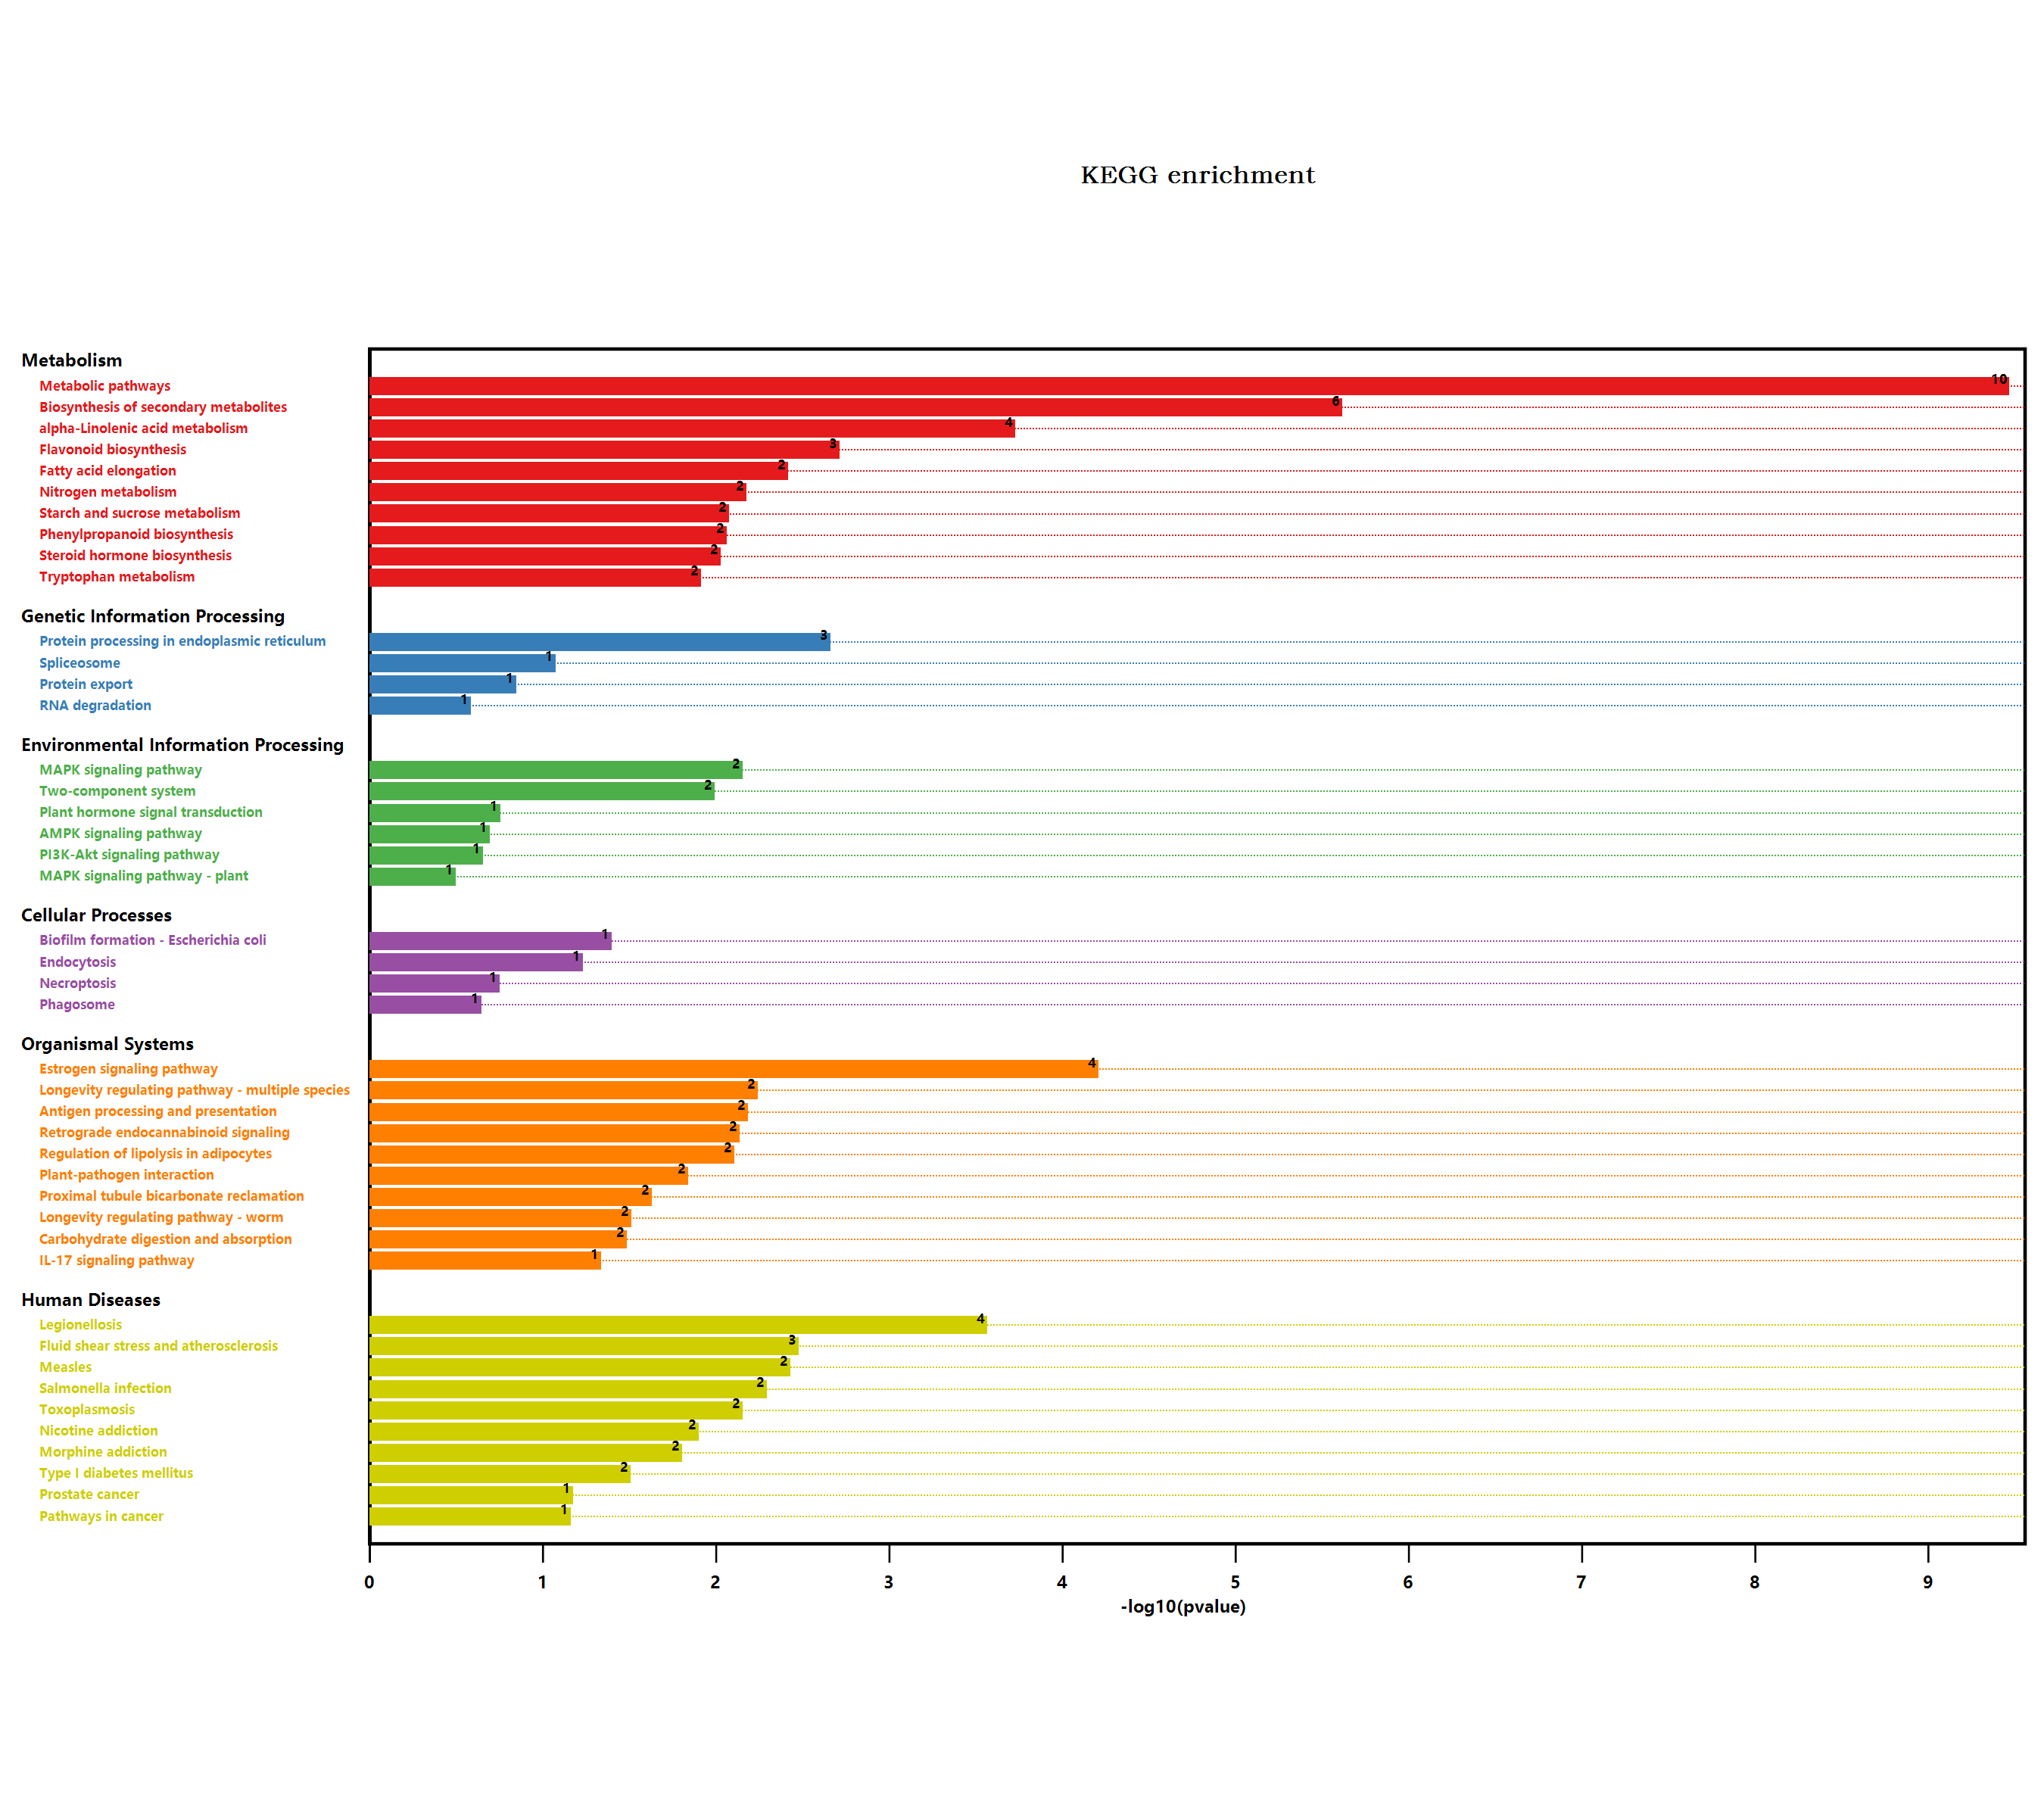 KEGG enrichment
Metabolism
Metabolic pathways 10
Biosynthesis of secondary metabolites 6
alpha-Linolenic acid metabolism 4
Flavonoid biosynthesis 3
Fatty acid elongation 2
Nitrogen metabolism 2
Starch and sucrose metabolism 2
Phenylpropanoid biosynthesis 2
Steroid hormone biosynthesis 2
Tryptophan metabolism 2
Genetic Information Processing
Protein processing in endoplasmic reticulum 3
Spliceosome 1
Protein export 1
RNA degradation 1
Environmental Information Processing
MAPK signaling pathway 2
Two-component system 2
Plant hormone signal transduction 1
AMPK signaling pathway 1
PI3K-Akt signaling pathway 1
MAPK signaling pathway - plant 1
Cellular Processes
Biofilm formation - Escherichia coli 1
Endocytosis 1
Necroptosis 1
Phagosome 1
Organismal Systems
Estrogen signaling pathway 4
Longevity regulating pathway - multiple species 2
Antigen processing and presentation 2
Retrograde endocannabinoid signaling 2
Regulation of lipolysis in adipocytes 2
Plant-pathogen interaction 2
Proximal tubule bicarbonate reclamation 2
Longevity regulating pathway - worm 2
Carbohydrate digestion and absorption 2
IL-17 signaling pathway 1
Human Diseases
Legionellosis 4
Fluid shear stress and atherosclerosis 3
Measles 2
Salmonella infection 2
Toxoplasmosis 2
Nicotine addiction 2
Morphine addiction 2
Type I diabetes mellitus 2
Prostate cancer 1
Pathways in cancer 1
0 1 2 3 4 5 6 7 8 9
-log10(pvalue)